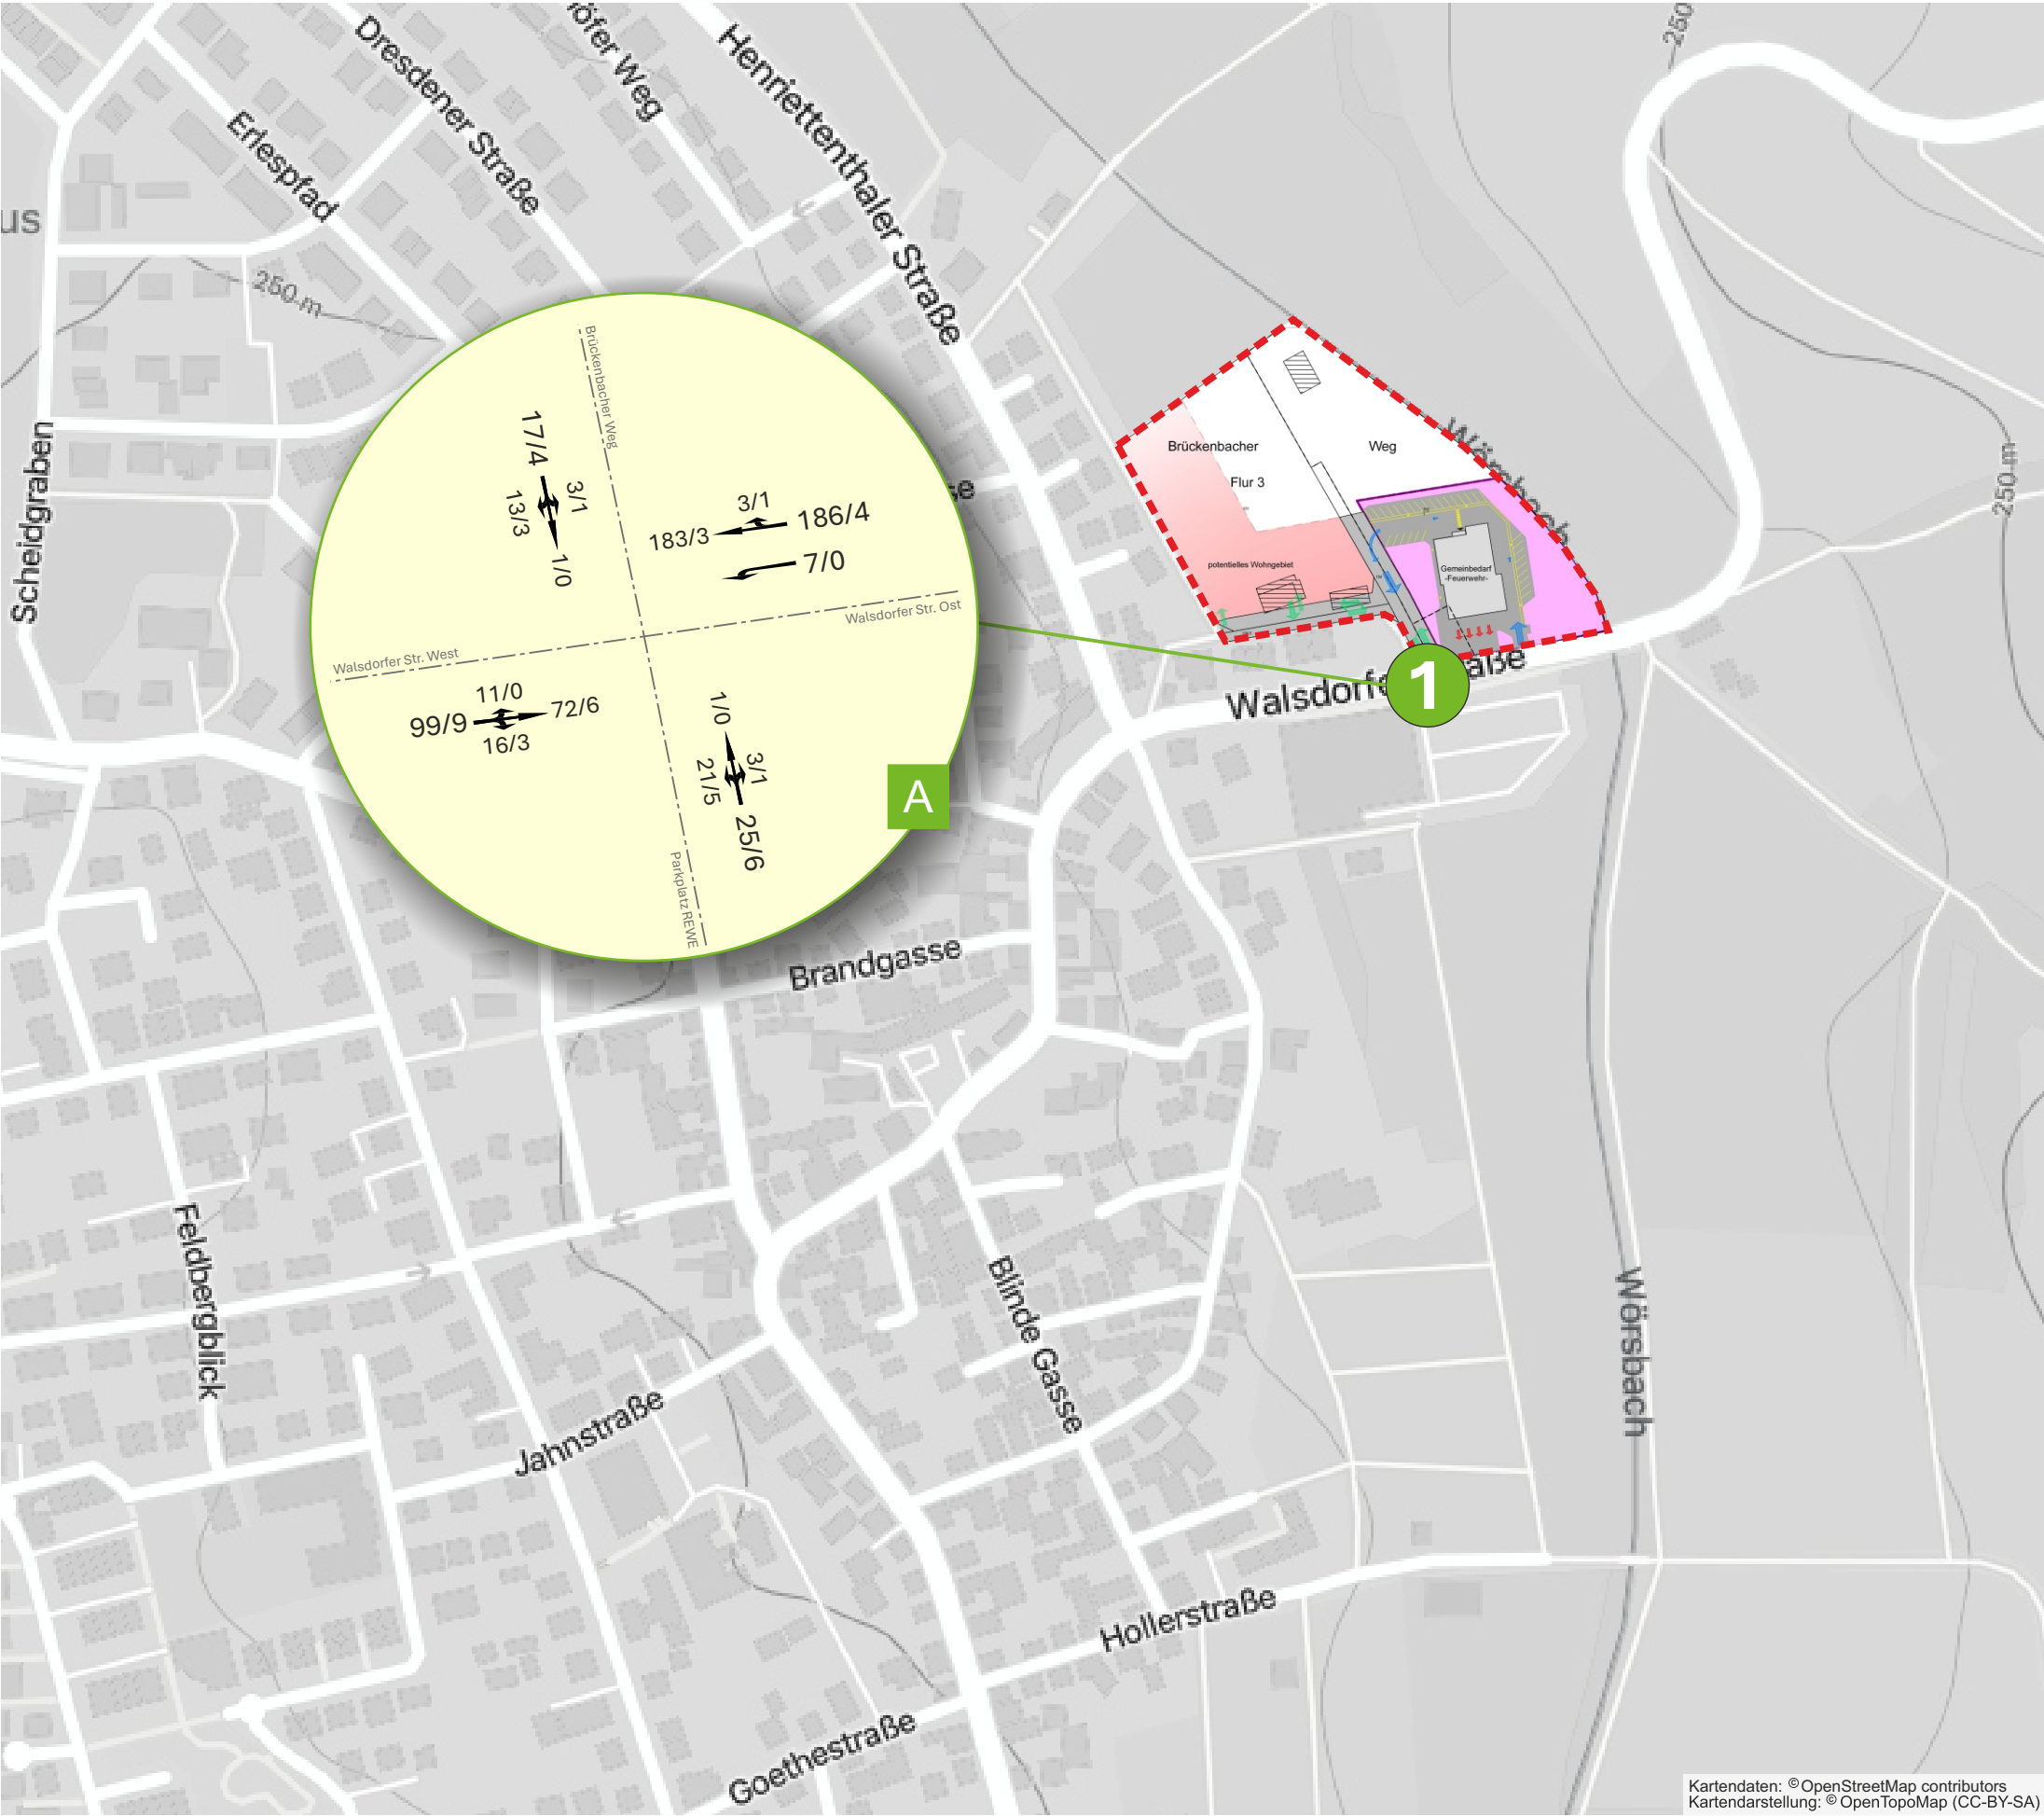 250
Dresdener Straße
öfer Weg
Henriettenthaler Straße
Erlespfad
us
250 m
Scheidgraben
se
Brückenbacher Weg
17/4
3/1
13/3
1/0
3/1
186/4
183/3
7/0
Walsdorfer Str. Ost
Walsdorfer Str. West
11/0
99/9
72/6
16/3
1/0
3/1
21/5
25/6
Parkplatz REWE
A
Brückenbacher
Weg
Flur 3
potentielles Wohngebiet
Gemeinbedarf
-Feuerwehr-
Wörsbach
250 m
Walsdorfe
aße
1
Brandgasse
Feldbergblick
Blinde Gasse
Wörsbach
Jahnstraße
Hollerstraße
Goethestraße
Kartendaten: © OpenStreetMap contributors
Kartendarstellung: © OpenTopoMap (CC-BY-SA)